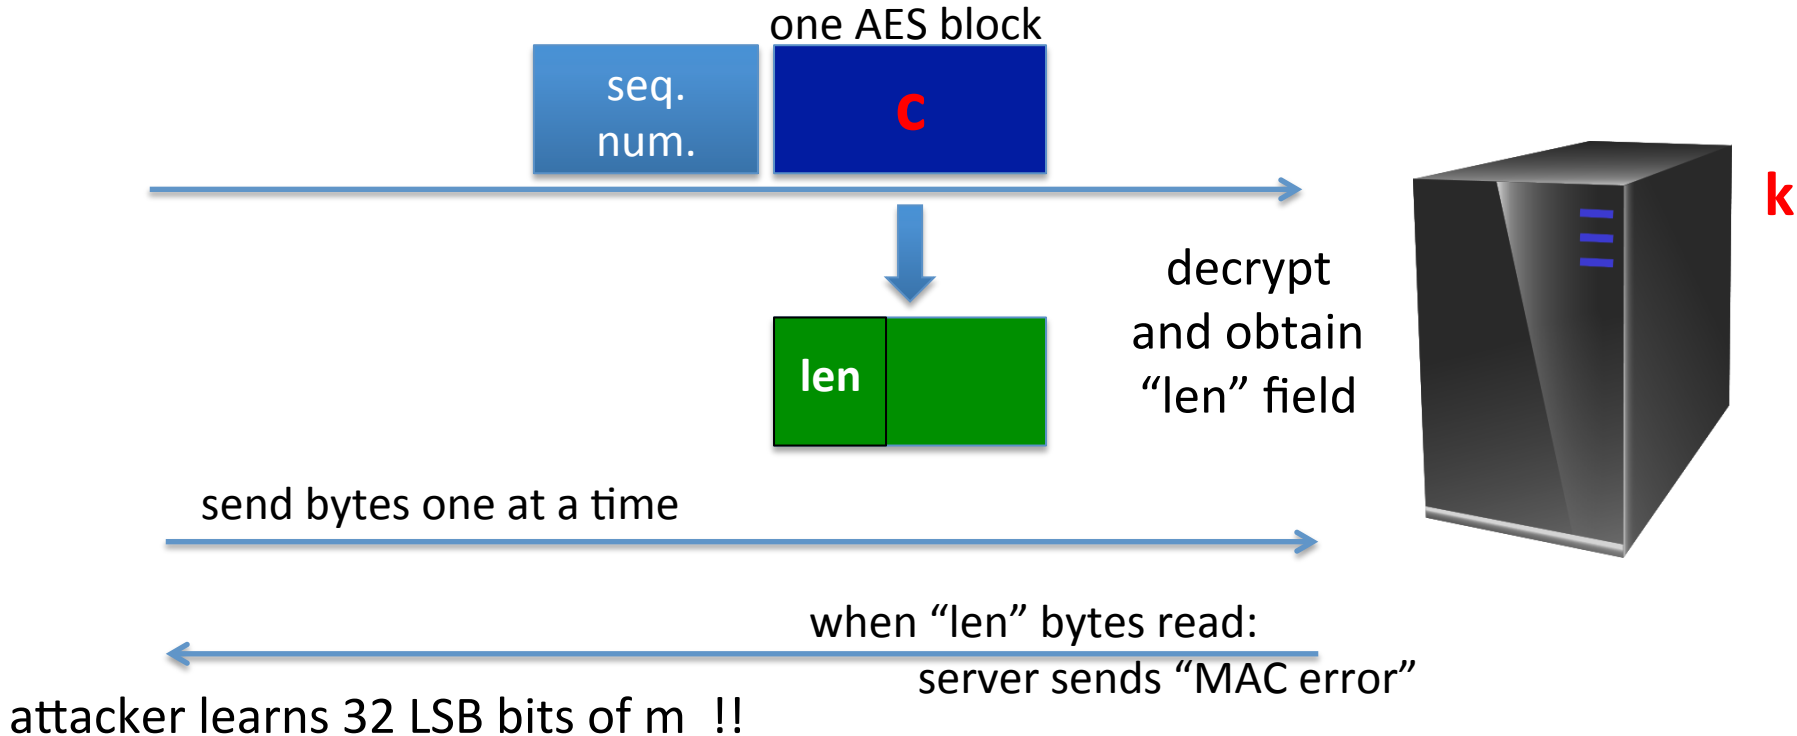 one AES block
seq.
num.
c
k
decrypt
and obtain
“len” field
len
send bytes one at a time
when “len” bytes read:
server sends “MAC error”
attacker learns 32 LSB bits of m !!